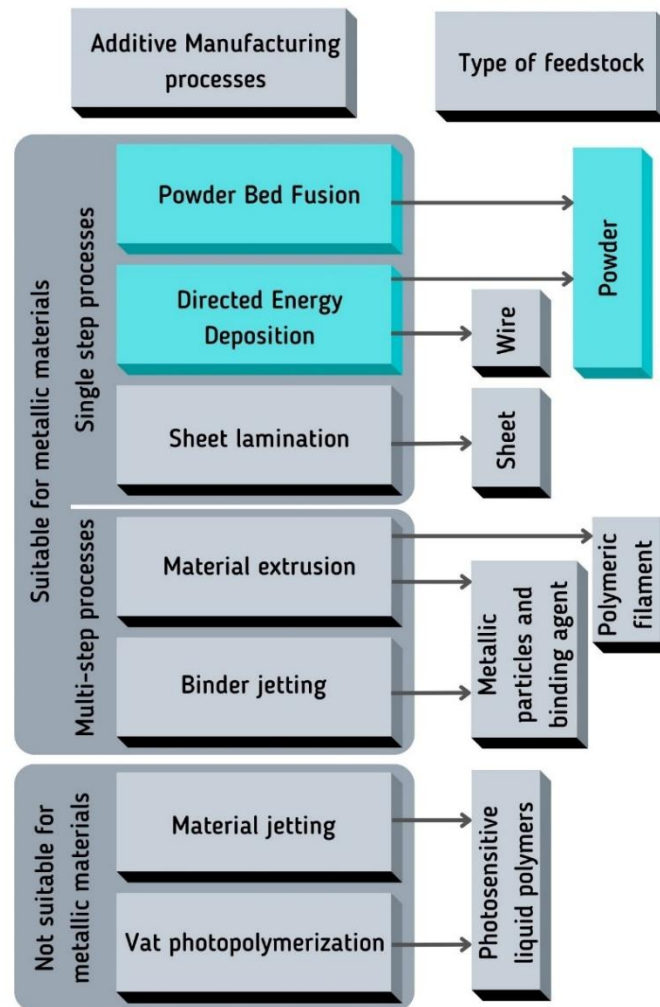 Additive Manufacturing
processes
Type of feedstock
Suitable for metallic materials
Single step processes
Powder Bed Fusion
Directed Energy
Deposition
Sheet lamination
Powder
Wire
Sheet
Multi-step processes
Material extrusion
Binder jetting
Polymeric
filament
Metallic
particles and
binding agent
Not suitable for
metallic materials
Material jetting
Vat photopolymerization
Photosensitive
liquid polymers